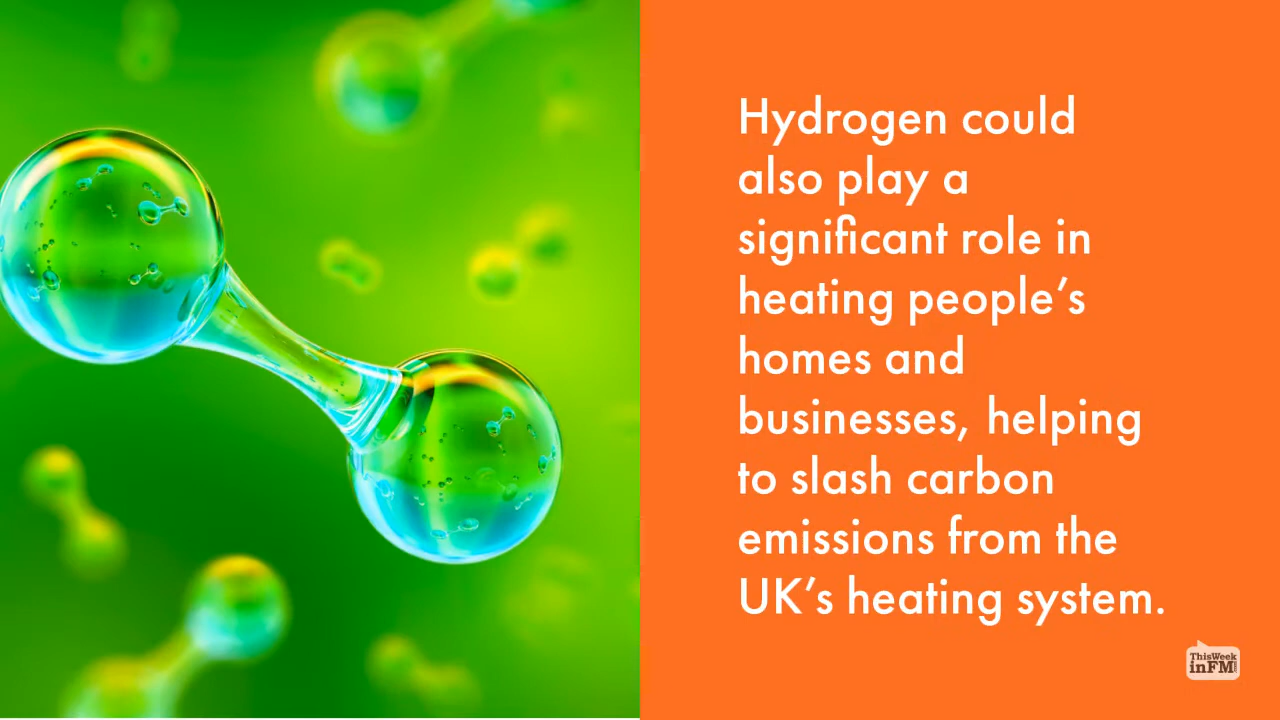 Hydrogen could
also play a
significant role in
heating people’s
homes and
businesses, helping
to slash carbon
emissions from the
UK’s heating system.
ThisWeek
inFM